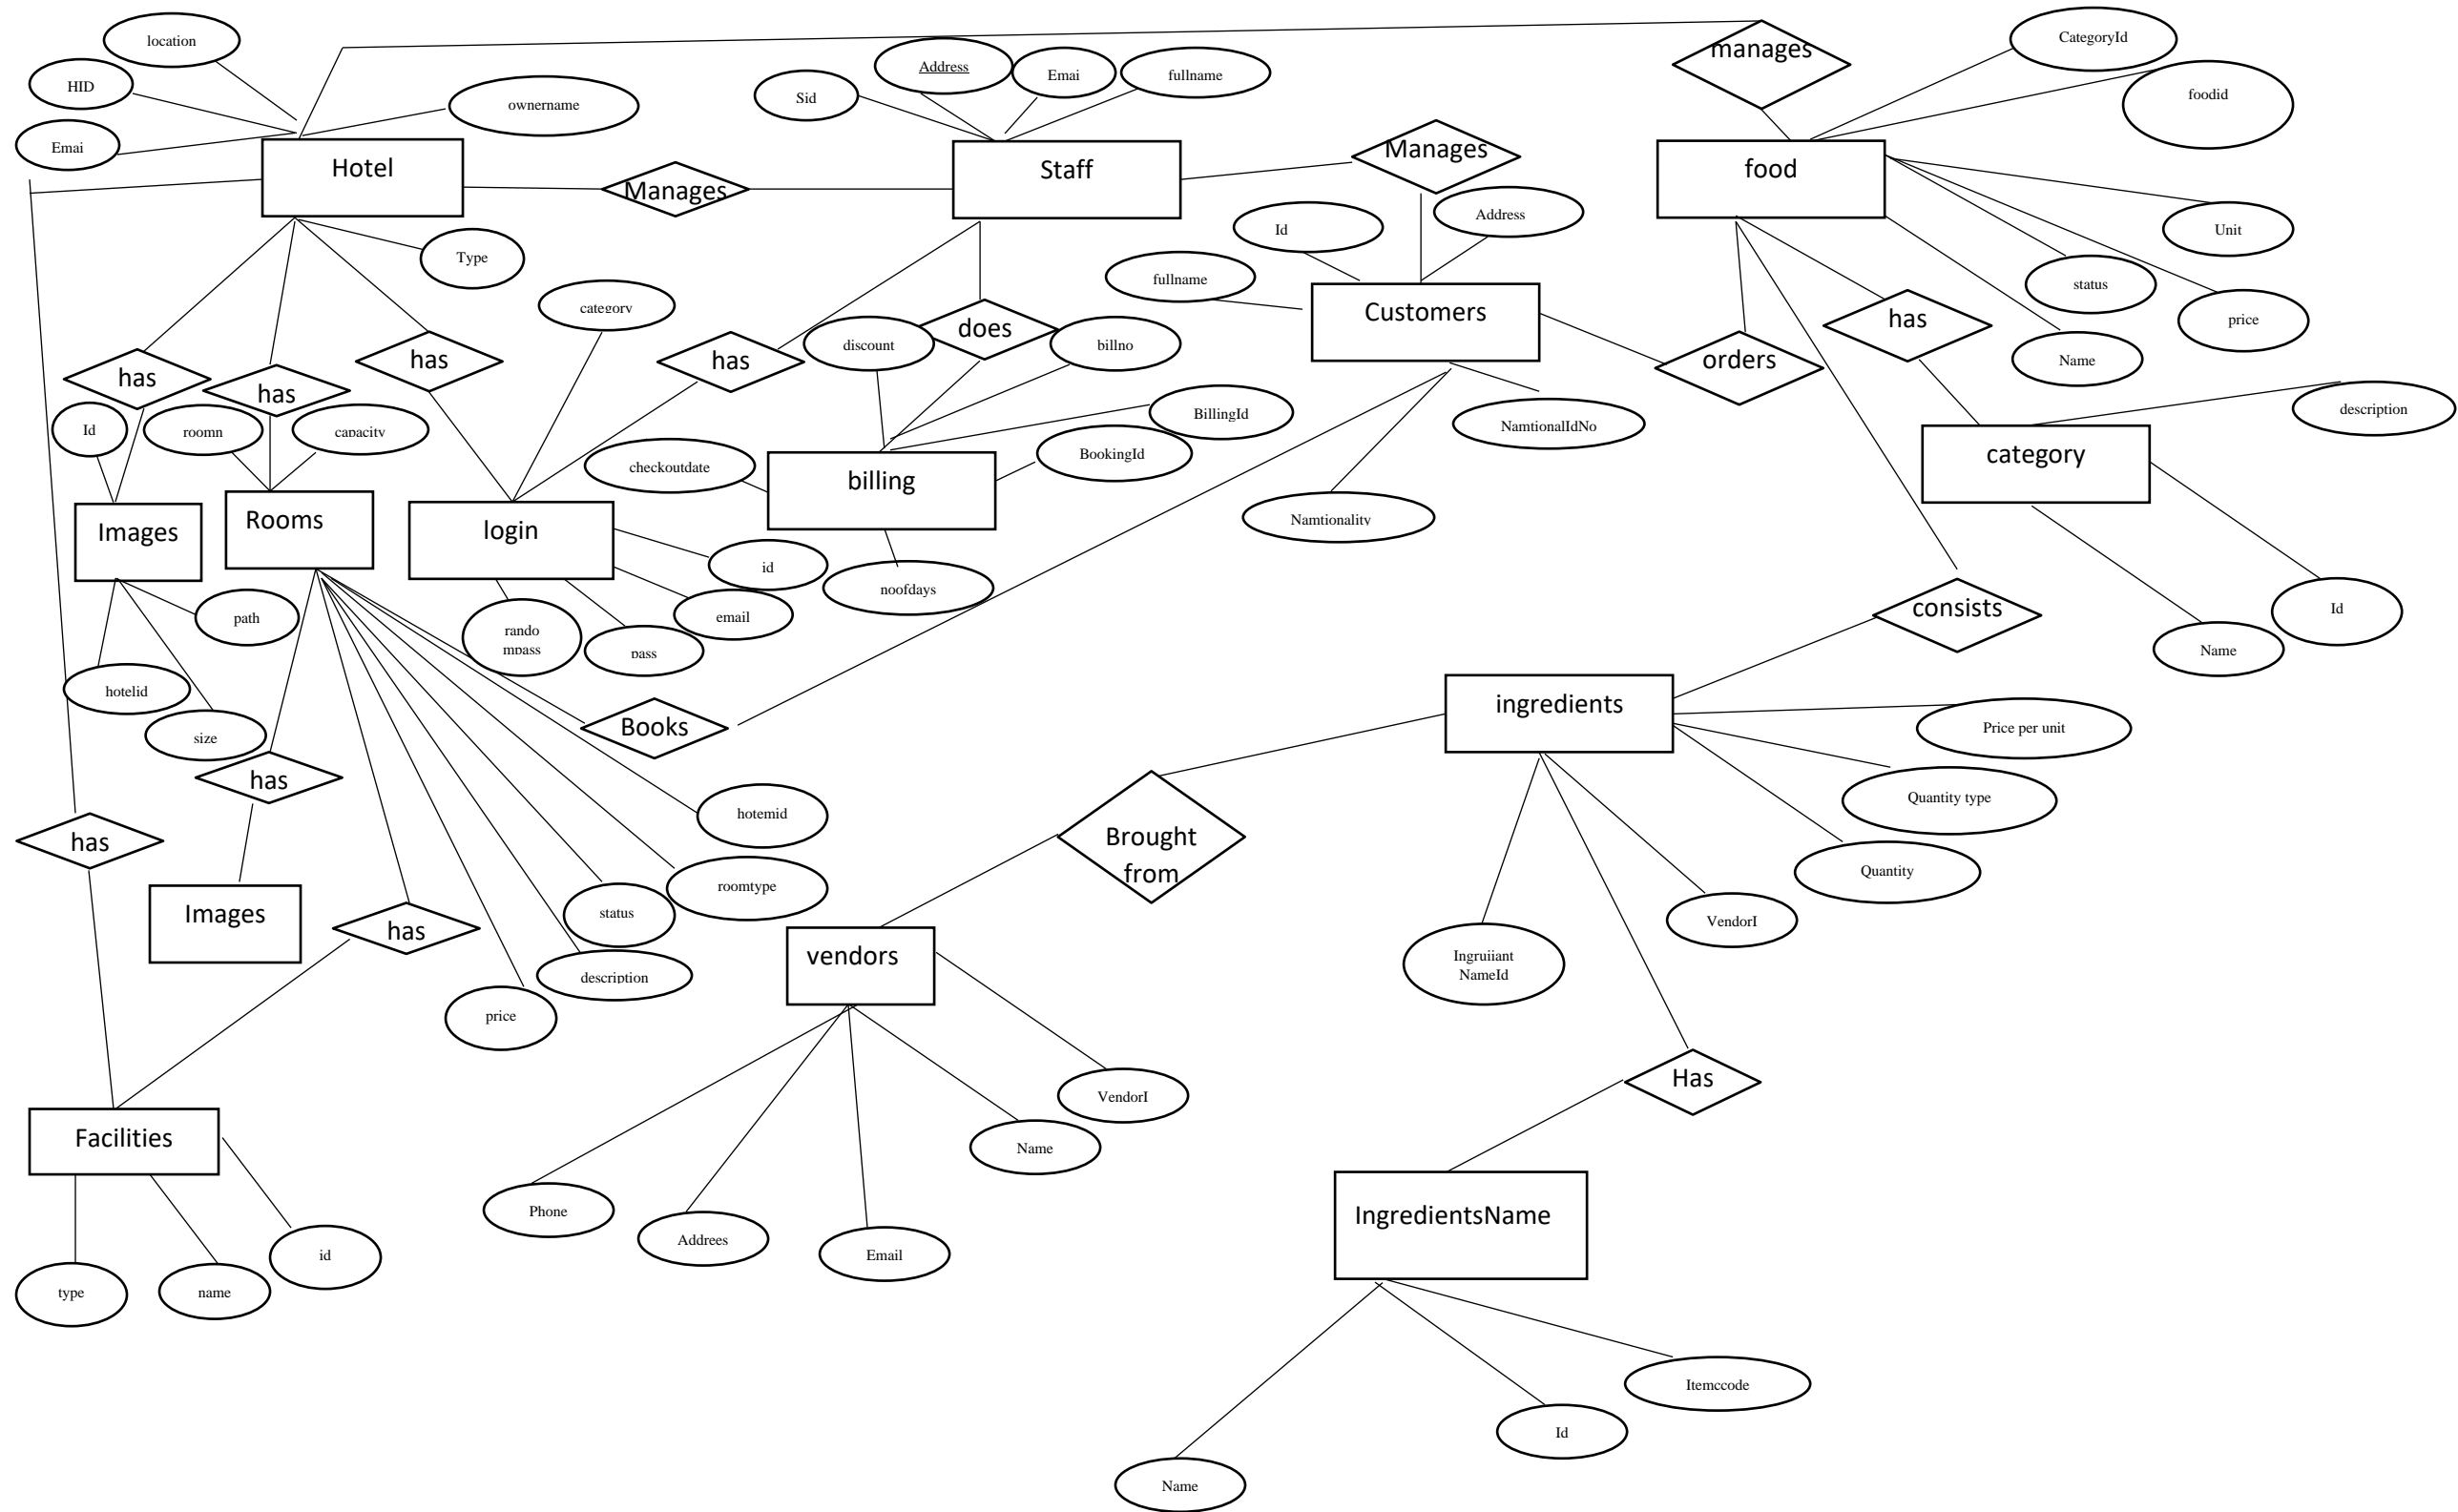 location
CategoryId
manages
Address
Emai
fullname
HID
Sid
foodid
ownername
Emai
Hotel
Staff
Manages
food
Manages
Address
Id
Unit
Type
fullname
status
category
Customers
has
price
does
discount
billno
has
has
orders
Name
has
has
description
BillingId
Id
roomn
capacity
NamtionalIdNo
BookingId
category
checkoutdate
billing
Images
Rooms
login
Namtionality
id
noofdays
consists
Id
path
email
rando
mpass
pass
Name
hotelid
ingredients
size
Books
Price per unit
has
Quantity type
hotemid
has
Brought
from
Quantity
roomtype
Images
status
has
VendorI
vendors
Ingruiiant
NameId
description
price
Has
VendorI
Facilities
Name
Phone
IngredientsName
Addrees
Email
id
type
name
Itemccode
Id
Name